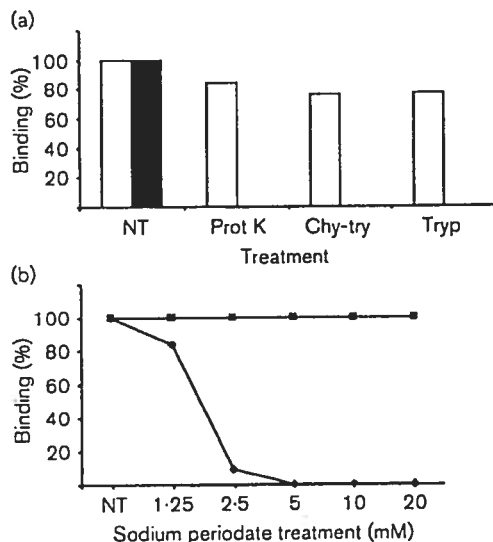 (a)
Binding (%)
100
80
60
40
20
NT Prot K Chy-try Tryp
Treatment
(b)
Binding (%)
100
80
60
40
20
NT 1·25 2·5 5 10 20
Sodium periodate treatment (mM)